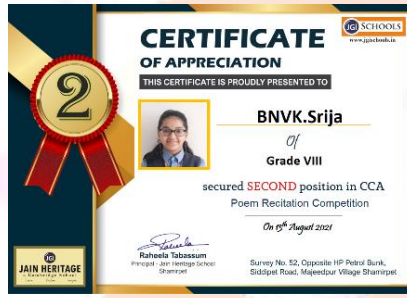 JGI SCHOOLS
www.jgischools.in
CERTIFICATE
OF APPRECIATION
THIS CERTIFICATE IS PROUDLY PRESENTED TO
2
BNVK.Srija
Of
Grade VIII
secured SECOND position in CCA
Poem Recitation Competition
On 15th August 2021
Raheela Tabassum
Principal - Jain Heritage School
Shamirpet
Survey No. 52, Opposite HP Petrol Bunk,
Siddipet Road, Majeedpur Village Shamirpet
JGI
JAIN HERITAGE
a Cambridge School